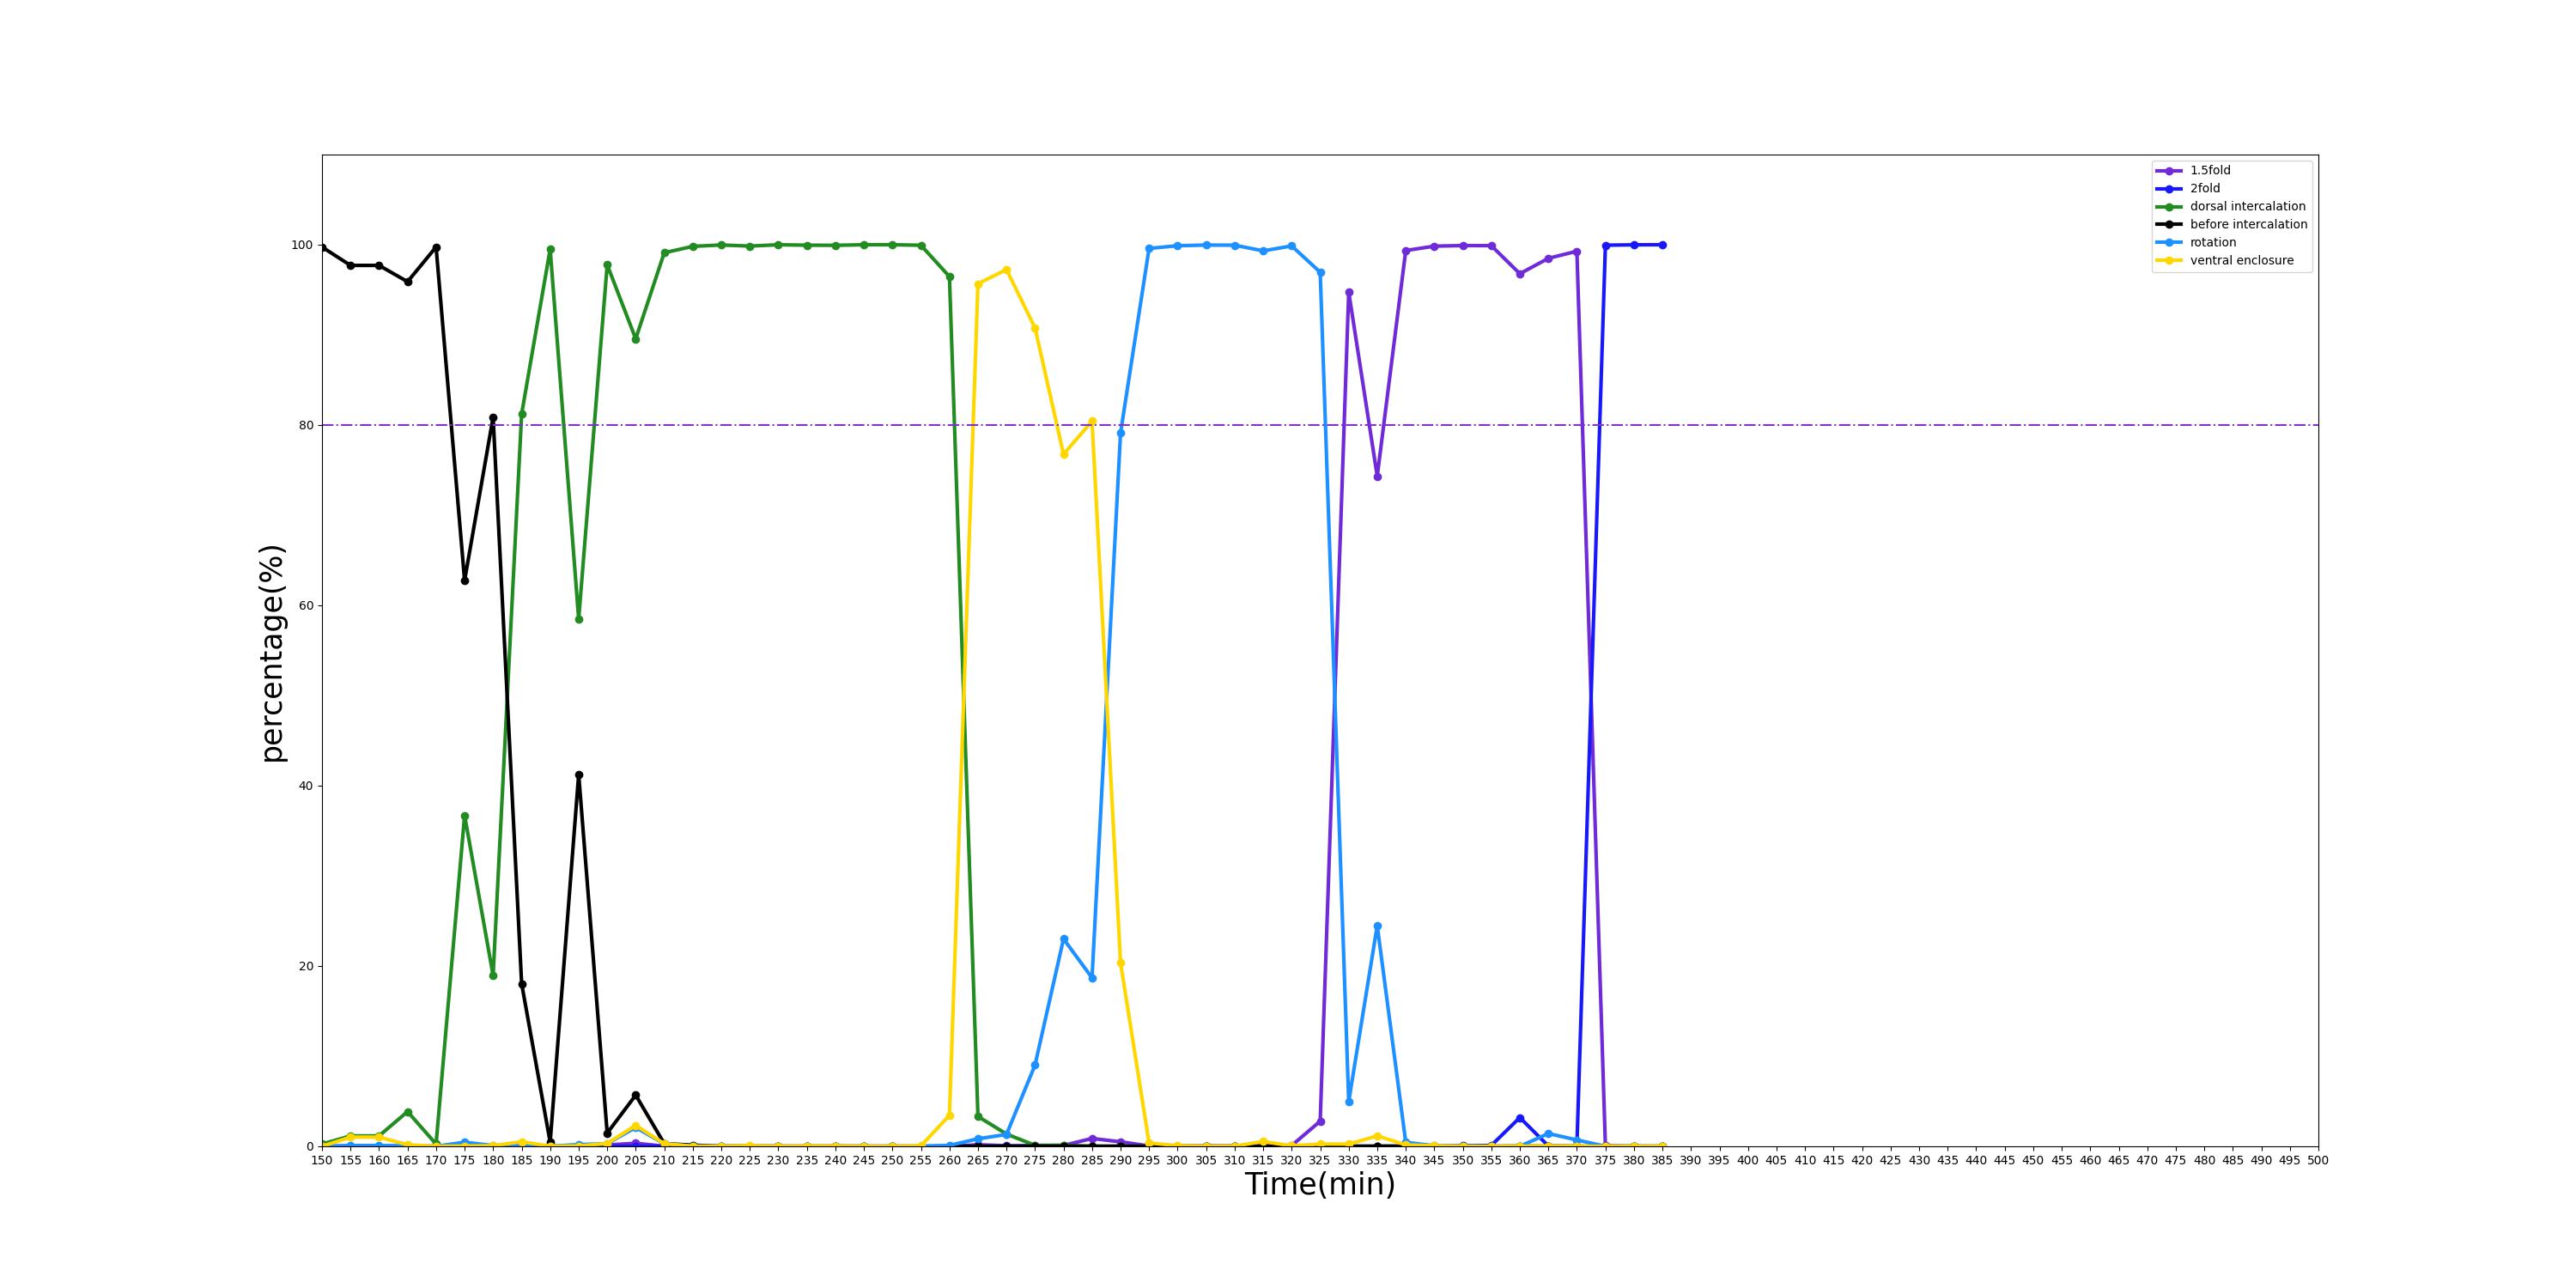 1.5fold
2fold
dorsal intercalation
before intercalation
rotation
ventral enclosure
100
80
60
40
20
0
percentage(%)
150 155 160 165 170 175 180 185 190 195 200 205 210 215 220 225 230 235 240 245 250 255 260 265 270 275 280 285 290 295 300 305 310 315 320 325 330 335 340 345 350 355 360 365 370 375 380 385 390 395 400 405 410 415 420 425 430 435 440 445 450 455 460 465 470 475 480 485 490 495 500
Time(min)